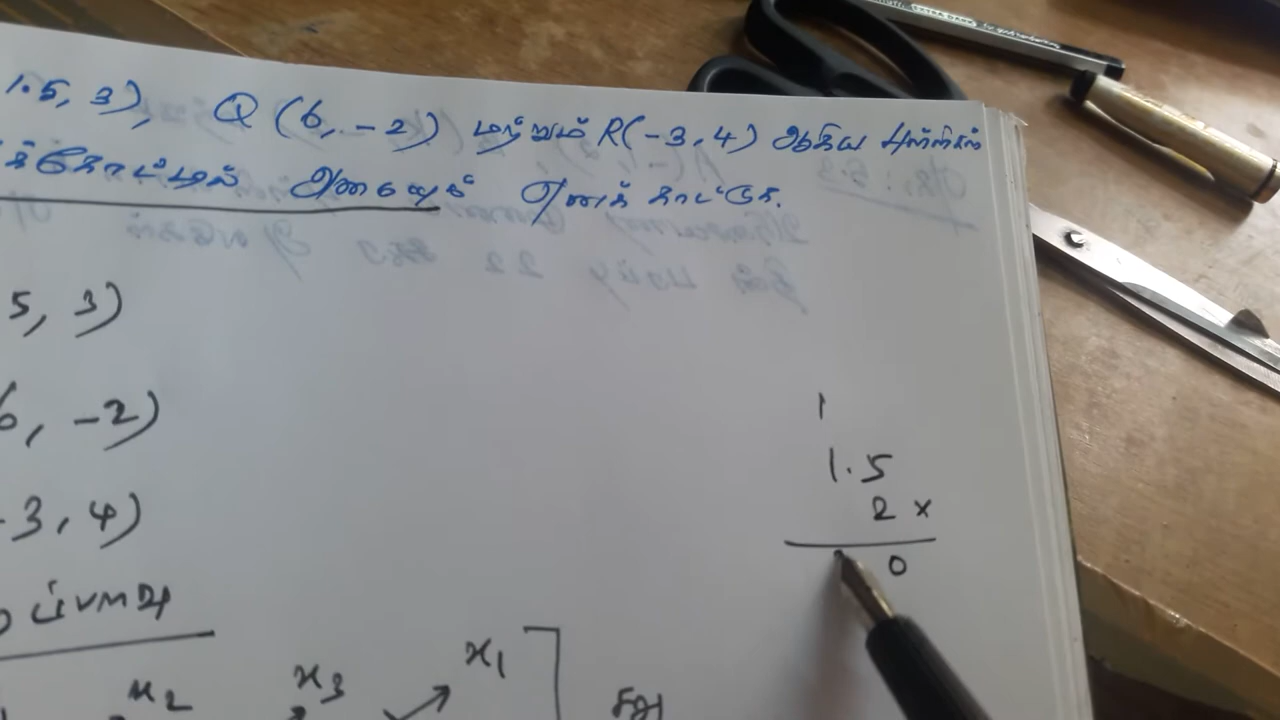 1.5, 3), Q (6, -2) மற்றும் R(-3, 4) ஆகிய புள்ளிகள்
க்கோட்டில் அமையும் எனக் காட்டுக.
5, 3)
6, -2)
-3, 4)
ப்பளவு
x₂ x₃ x₁
1
1.5
2 ×
0